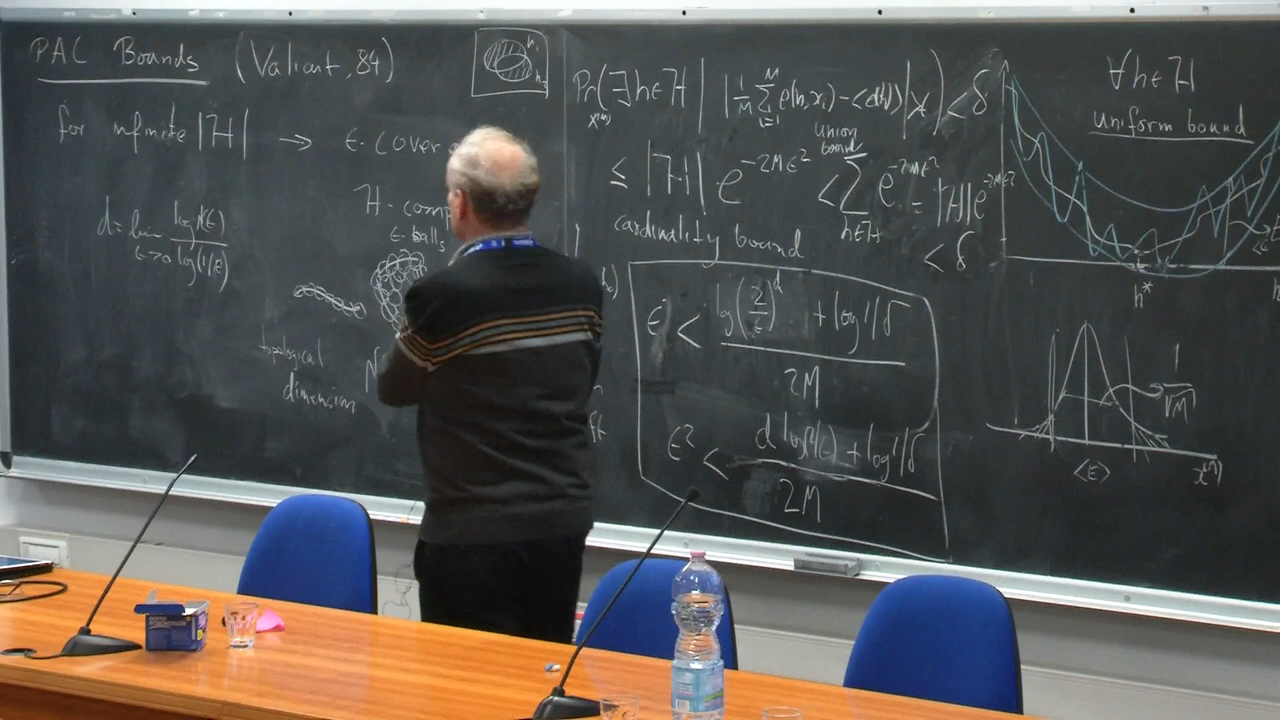 PAC Bounds (Valiant, 84)
for infinite |H| → ε-cover
H-comp
ε-balls
d = lim log N(ε) / log(1/ε)
ε→0
topological
dimension
h₁
h₂
Pr(∃h∈H | |1/M Σ e(h,xᵢ) - <e(h)>| > ε) < δ
M
i=1
≤ |H| e^{-2Mε²} < Σ e^{-2Mε²} = |H|e^{-2Mε²}
union
bound
h∈H
cardinality bound
< δ
ε² < (log(2/ε)^d + log 1/δ) / 2M
ε² < (d log(2/ε) + log 1/δ) / 2M
∀h∈H
uniform bound
h*
1/√M
<E>